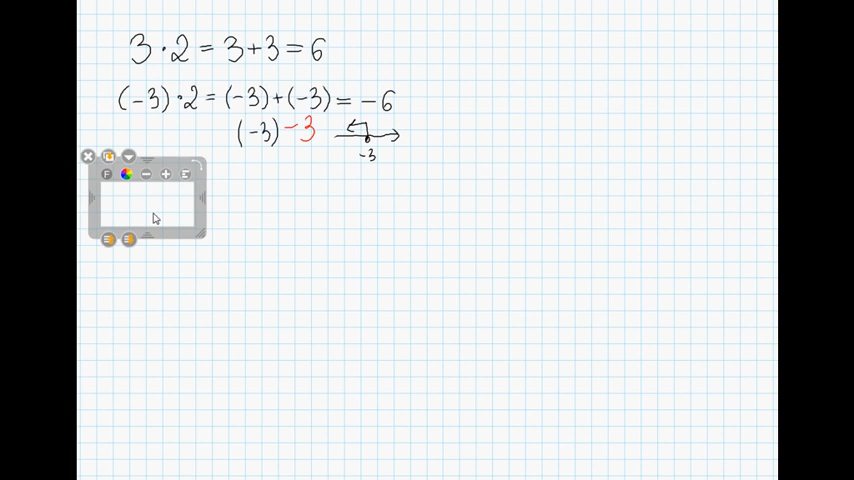 3 · 2 = 3 + 3 = 6
(-3) · 2 = (-3) + (-3) = -6
(-3) - 3
-3
F